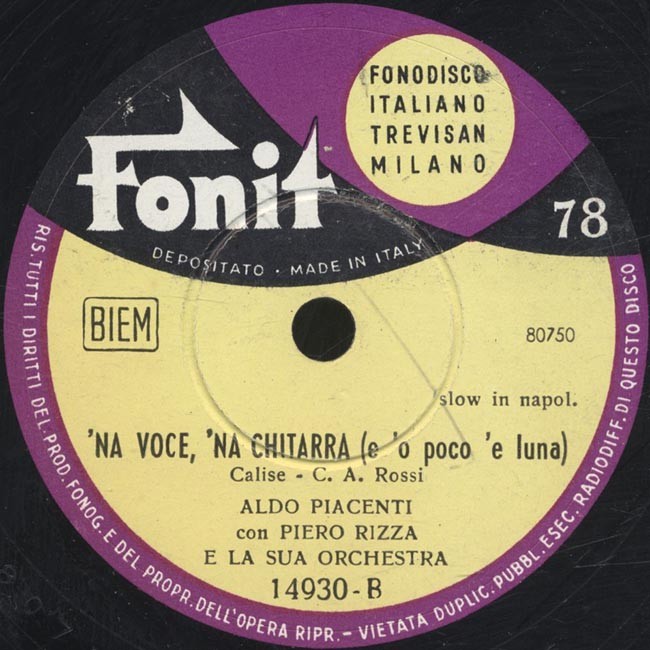 Fonit
FONODISCO
ITALIANO
TREVISAN
MILANO
78
DEPOSITATO · MADE IN ITALY
BIEM
80750
slow in napol.
'NA VOCE, 'NA CHITARRA (e 'o poco 'e luna)
Calise - C. A. Rossi
ALDO PIACENTI
con PIERO RIZZA
E LA SUA ORCHESTRA
14930-B
RIS. TUTTI I DIRITTI DEL PROD. FONOG. E DEL PROPR. DELL'OPERA RIPR. - VIETATA DUPLIC. PUBBL. ESEC. RADIODIFF. DI QUESTO DISCO